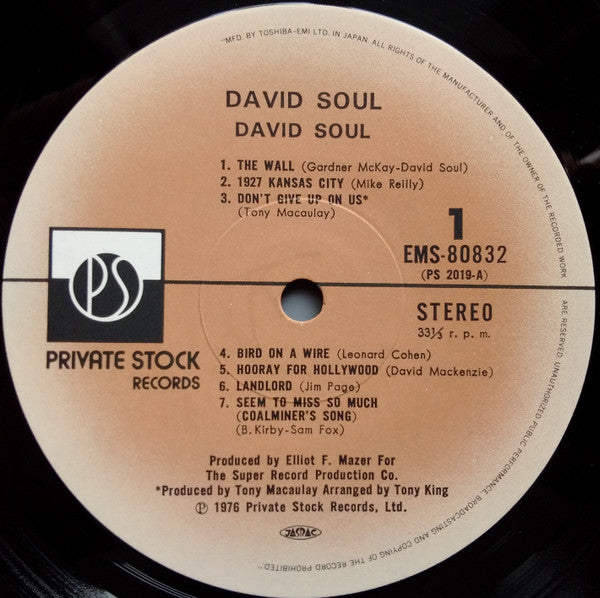 "MFD. BY TOSHIBA-EMI LTD. IN JAPAN ALL RIGHTS OF THE MANUFACTURER AND OF THE OWNER OF THE RECORDED WORK ARE RESERVED. UNAUTHORIZED PUBLIC PERFORMANCE BROADCASTING AND COPYING OF THE RECORD PROHIBITED."
DAVID SOUL
DAVID SOUL
1. THE WALL (Gardner McKay-David Soul)
2. 1927 KANSAS CITY (Mike Reilly)
3. DON'T GIVE UP ON US*
(Tony Macaulay)
1
EMS-80832
(PS 2019-A)
PS
PRIVATE STOCK
RECORDS
STEREO
33⅓ r. p. m.
4. BIRD ON A WIRE (Leonard Cohen)
5. HOORAY FOR HOLLYWOOD (David Mackenzie)
6. LANDLORD (Jim Page)
7. SEEM TO MISS SO MUCH
(COALMINER'S SONG)
(B. Kirby-Sam Fox)
Produced by Elliot F. Mazer For
The Super Record Production Co.
*Produced by Tony Macaulay Arranged by Tony King
Ⓟ 1976 Private Stock Records, Ltd.
JASRAC